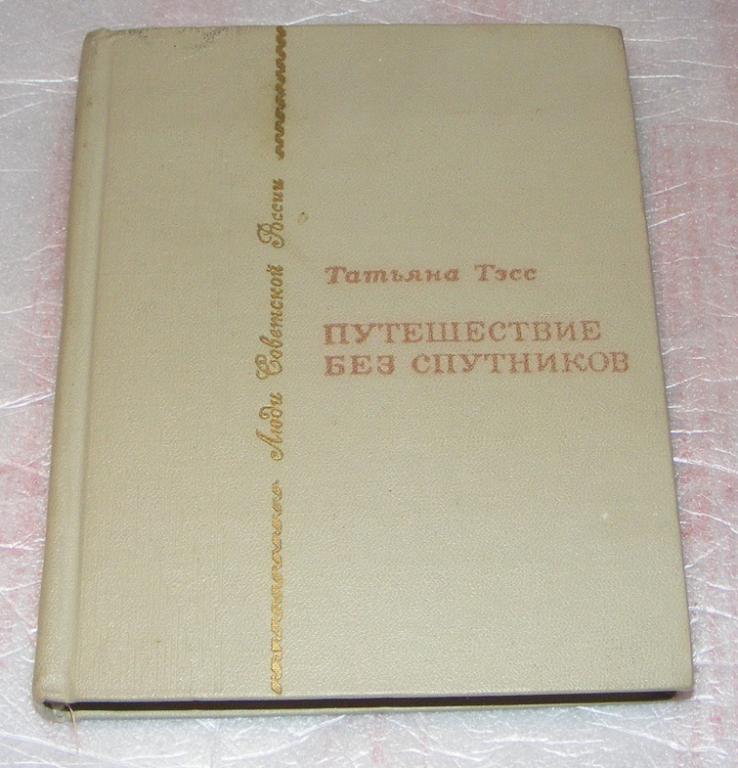 Люди Советской России
Татьяна Тэсс
ПУТЕШЕСТВИЕ
БЕЗ СПУТНИКОВ